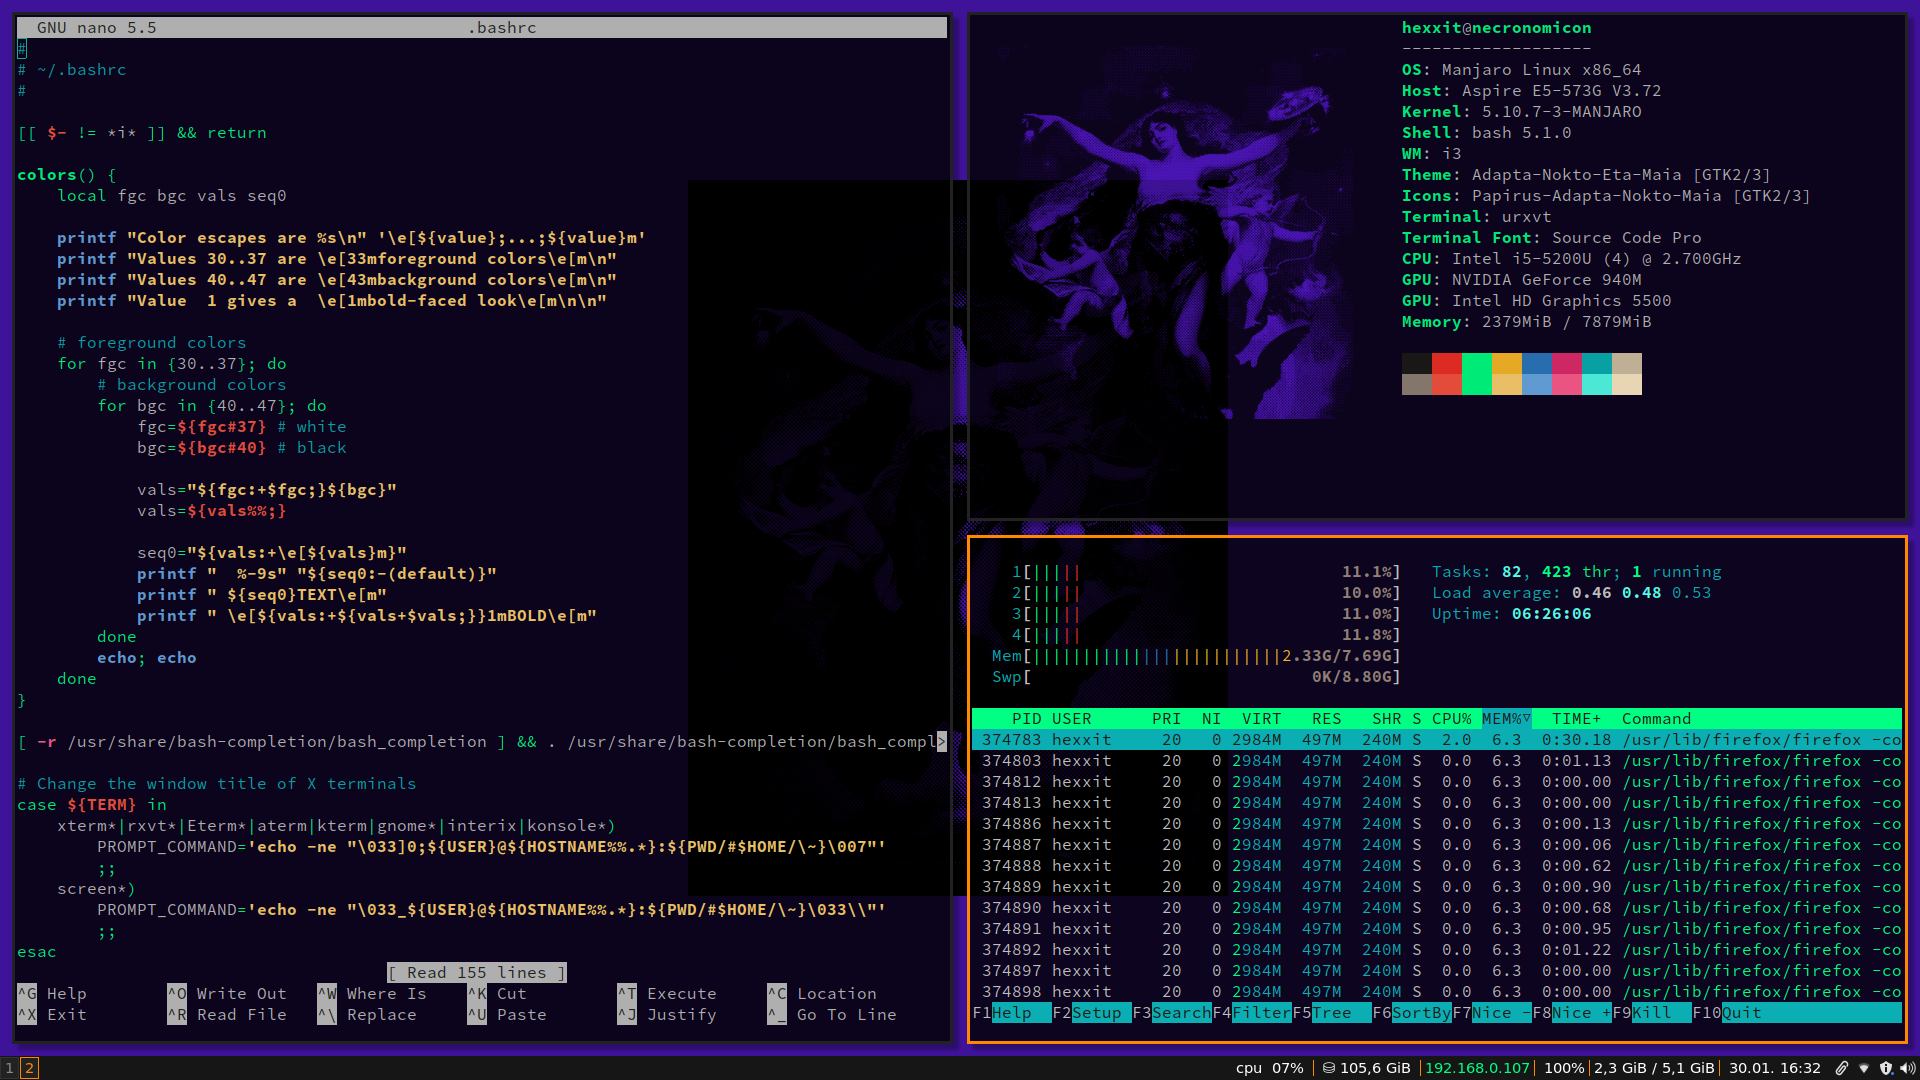 GNU nano 5.5 .bashrc
#
# ~/.bashrc
#
[[ $- != *i* ]] && return
colors() {
    local fgc bgc vals seq0
    printf "Color escapes are %s\n" '\e[${value};...;${value}m'
    printf "Values 30..37 are \e[33mforeground colors\e[m\n"
    printf "Values 40..47 are \e[43mbackground colors\e[m\n"
    printf "Value  1 gives a  \e[1mbold-faced look\e[m\n\n"
    # foreground colors
    for fgc in {30..37}; do
        # background colors
        for bgc in {40..47}; do
            fgc=${fgc#37} # white
            bgc=${bgc#40} # black
            vals="${fgc:+$fgc;}${bgc}"
            vals=${vals%%;}
            seq0="${vals:+\e[${vals}m}"
            printf "  %-9s" "${seq0:-(default)}"
            printf " ${seq0}TEXT\e[m"
            printf " \e[${vals:+${vals+$vals;}}1mBOLD\e[m"
        done
        echo; echo
    done
}
[ -r /usr/share/bash-completion/bash_completion ] && . /usr/share/bash-completion/bash_compl>
# Change the window title of X terminals
case ${TERM} in
    xterm*|rxvt*|Eterm*|aterm|kterm|gnome*|interix|konsole*)
        PROMPT_COMMAND='echo -ne "\033]0;${USER}@${HOSTNAME%%.*}:${PWD/#$HOME/\~}\007"'
        ;;
    screen*)
        PROMPT_COMMAND='echo -ne "\033_${USER}@${HOSTNAME%%.*}:${PWD/#$HOME/\~}\033\\"'
        ;;
esac
[ Read 155 lines ]
^G Help ^O Write Out ^W Where Is ^K Cut ^T Execute ^C Location
^X Exit ^R Read File ^\ Replace ^U Paste ^J Justify ^_ Go To Line
hexxit@necronomicon
-------------------
OS: Manjaro Linux x86_64
Host: Aspire E5-573G V3.72
Kernel: 5.10.7-3-MANJARO
Shell: bash 5.1.0
WM: i3
Theme: Adapta-Nokto-Eta-Maia [GTK2/3]
Icons: Papirus-Adapta-Nokto-Maia [GTK2/3]
Terminal: urxvt
Terminal Font: Source Code Pro
CPU: Intel i5-5200U (4) @ 2.700GHz
GPU: NVIDIA GeForce 940M
GPU: Intel HD Graphics 5500
Memory: 2379MiB / 7879MiB
1[||||| 11.1%] Tasks: 82, 423 thr; 1 running
2[||||| 10.0%] Load average: 0.46 0.48 0.53
3[||||| 11.0%] Uptime: 06:26:06
4[||||| 11.8%]
Mem[|||||||||||||||||||||||||2.33G/7.69G]
Swp[ 0K/8.80G]
PID USER PRI NI VIRT RES SHR S CPU% MEM%▽ TIME+ Command
374783 hexxit 20 0 2984M 497M 240M S 2.0 6.3 0:30.18 /usr/lib/firefox/firefox -co
374803 hexxit 20 0 2984M 497M 240M S 0.0 6.3 0:01.13 /usr/lib/firefox/firefox -co
374812 hexxit 20 0 2984M 497M 240M S 0.0 6.3 0:00.00 /usr/lib/firefox/firefox -co
374813 hexxit 20 0 2984M 497M 240M S 0.0 6.3 0:00.00 /usr/lib/firefox/firefox -co
374886 hexxit 20 0 2984M 497M 240M S 0.0 6.3 0:00.13 /usr/lib/firefox/firefox -co
374887 hexxit 20 0 2984M 497M 240M S 0.0 6.3 0:00.06 /usr/lib/firefox/firefox -co
374888 hexxit 20 0 2984M 497M 240M S 0.0 6.3 0:00.62 /usr/lib/firefox/firefox -co
374889 hexxit 20 0 2984M 497M 240M S 0.0 6.3 0:00.90 /usr/lib/firefox/firefox -co
374890 hexxit 20 0 2984M 497M 240M S 0.0 6.3 0:00.68 /usr/lib/firefox/firefox -co
374891 hexxit 20 0 2984M 497M 240M S 0.0 6.3 0:00.95 /usr/lib/firefox/firefox -co
374892 hexxit 20 0 2984M 497M 240M S 0.0 6.3 0:01.22 /usr/lib/firefox/firefox -co
374897 hexxit 20 0 2984M 497M 240M S 0.0 6.3 0:00.00 /usr/lib/firefox/firefox -co
374898 hexxit 20 0 2984M 497M 240M S 0.0 6.3 0:00.00 /usr/lib/firefox/firefox -co
F1Help F2Setup F3SearchF4FilterF5Tree F6SortByF7Nice -F8Nice +F9Kill F10Quit
1 2 cpu 07% | 105,6 GiB |192.168.0.107| 100%|2,3 GiB / 5,1 GiB| 30.01. 16:32